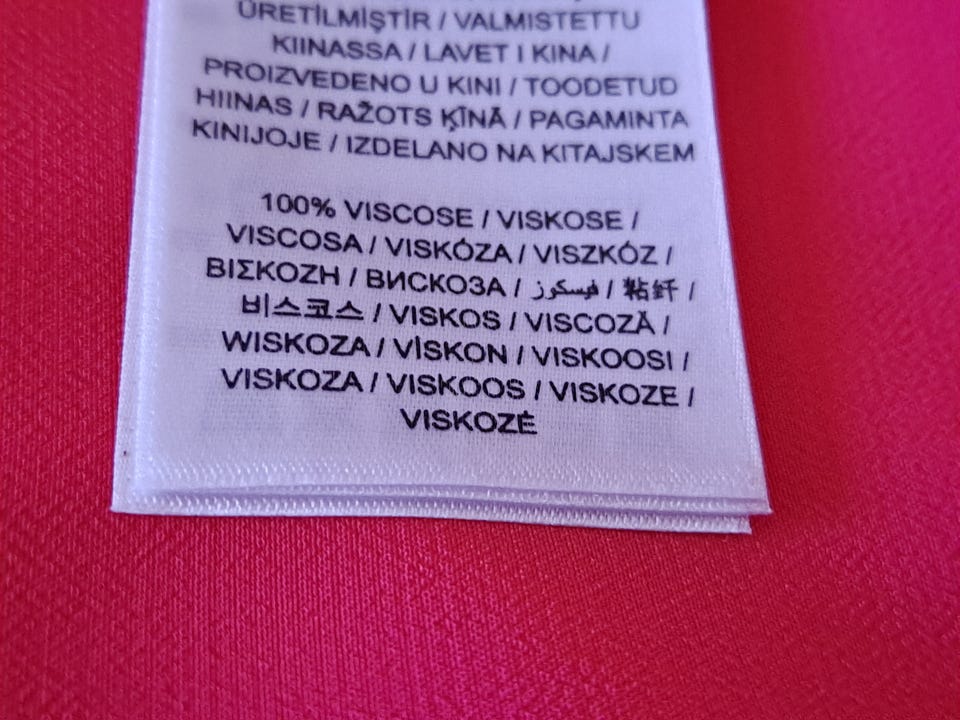 ÜRETİLMİŞTİR / VALMISTETTU
KIINASSA / LAVET I KINA /
PROIZVEDENO U KINI / TOODETUD
HIINAS / RAŽOTS ĶĪNĀ / PAGAMINTA
KINIJOJE / IZDELANO NA KITAJSKEM
100% VISCOSE / VISKOSE /
VISCOSA / VISKÓZA / VISZKÓZ /
ΒΙΣΚΟΖΗ / ВИСКОЗА / فيسكوز / 粘纤 /
비스코스 / VISKOS / VISCOZĂ /
WISKOZA / VİSKON / VISKOOSI /
VISKOZA / VISKOOS / VISKOZE /
VISKOZĖ